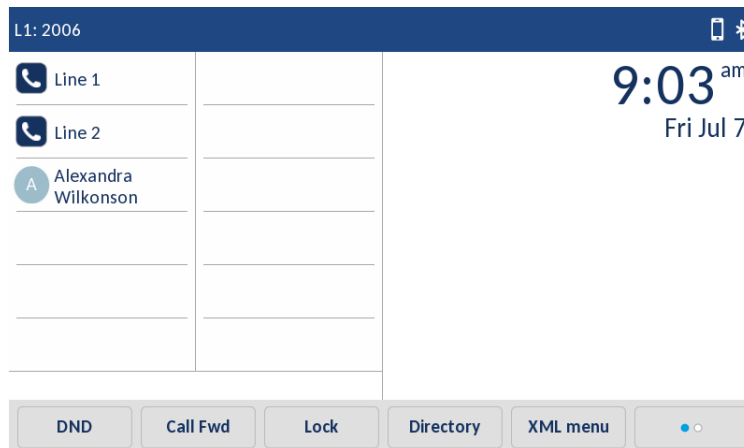 L1: 2006
Line 1
Line 2
A
Alexandra
Wilkonson
9:03 am
Fri Jul 7
DND
Call Fwd
Lock
Directory
XML menu